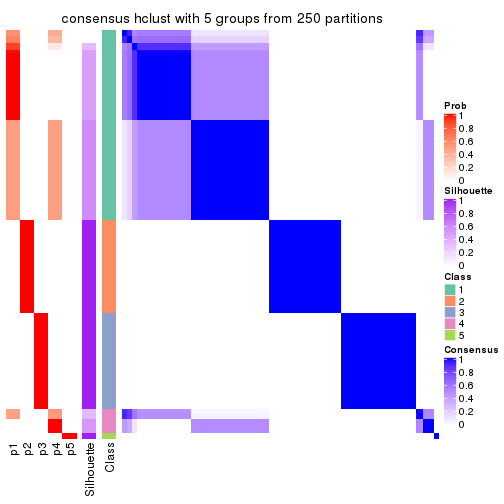 consensus hclust with 5 groups from 250 partitions
Prob
1
0.8
0.6
0.4
0.2
0
Silhouette
1
0.8
0.6
0.4
0.2
0
Class
1
2
3
4
5
Consensus
1
0.8
0.6
0.4
0.2
0
p1
p2
p3
p4
p5
Silhouette
Class